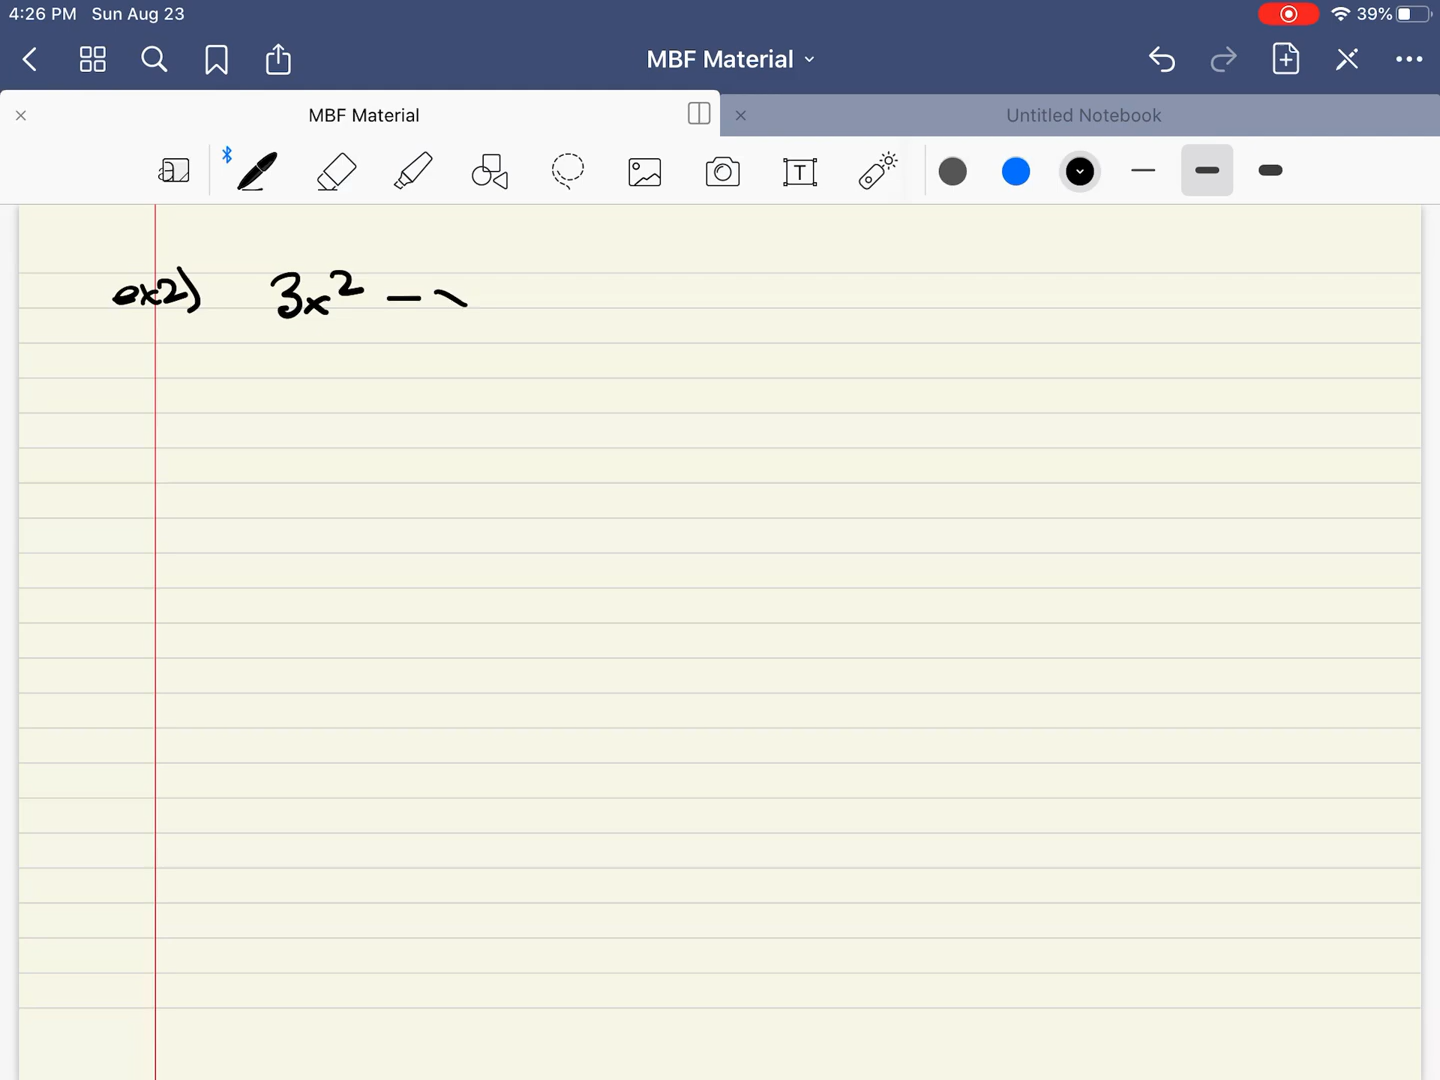 4:26 PM Sun Aug 23
39%
MBF Material
MBF Material
Untitled Notebook
T
ex2) 3x² -